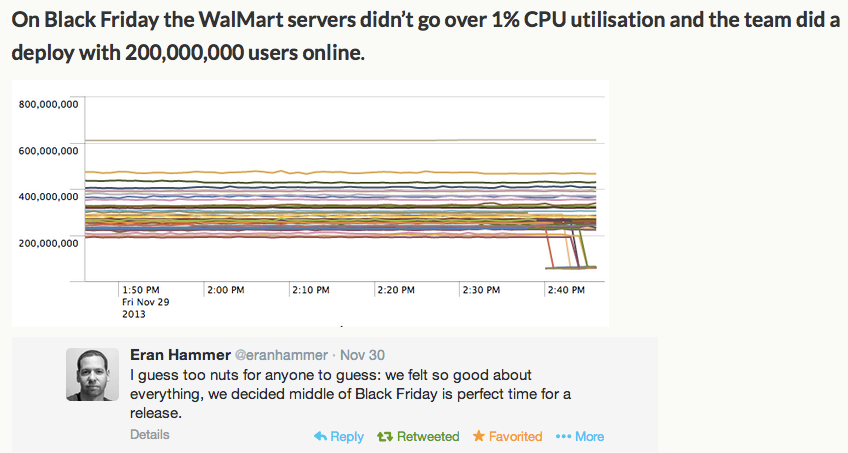 On Black Friday the WalMart servers didn’t go over 1% CPU utilisation and the team did a
deploy with 200,000,000 users online.
800,000,000
600,000,000
400,000,000
200,000,000
1:50 PM 2:00 PM 2:10 PM 2:20 PM 2:30 PM 2:40 PM
Fri Nov 29
2013
Eran Hammer @eranhammer · Nov 30
I guess too nuts for anyone to guess: we felt so good about
everything, we decided middle of Black Friday is perfect time for a
release.
Details Reply Retweeted Favorited More